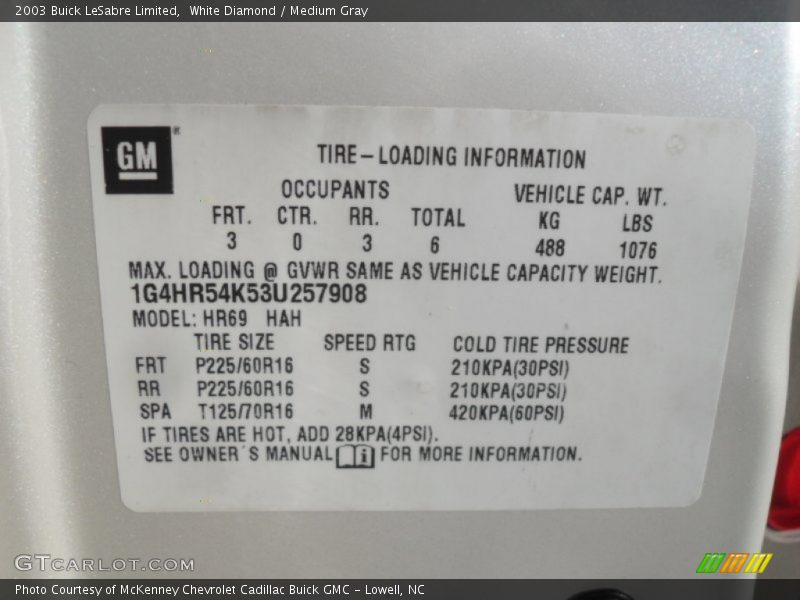 2003 Buick LeSabre Limited, White Diamond / Medium Gray
GM®
TIRE-LOADING INFORMATION
OCCUPANTS VEHICLE CAP. WT.
FRT. CTR. RR. TOTAL KG LBS
3 0 3 6 488 1076
MAX. LOADING @ GVWR SAME AS VEHICLE CAPACITY WEIGHT.
1G4HR54K53U257908
MODEL: HR69 HAH
TIRE SIZE SPEED RTG COLD TIRE PRESSURE
FRT P225/60R16 S 210KPA(30PSI)
RR P225/60R16 S 210KPA(30PSI)
SPA T125/70R16 M 420KPA(60PSI)
IF TIRES ARE HOT, ADD 28KPA(4PSI).
SEE OWNER'S MANUAL i FOR MORE INFORMATION.
GTCarLot.com
Photo Courtesy of McKenney Chevrolet Cadillac Buick GMC - Lowell, NC